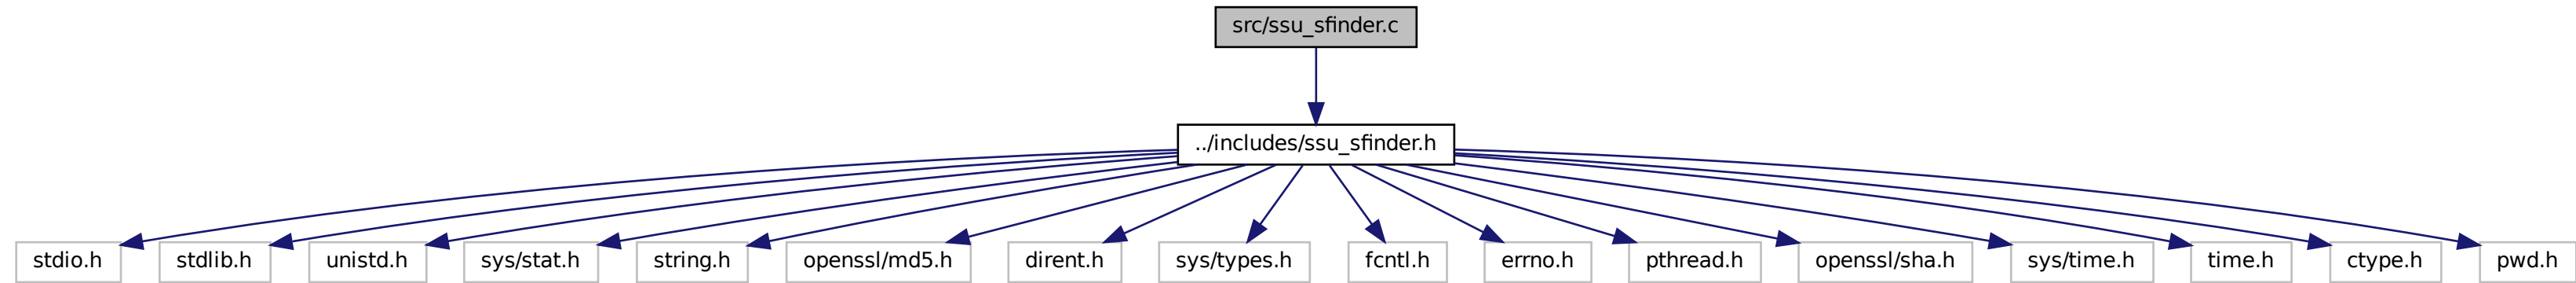 src/ssu_sfinder.c
../includes/ssu_sfinder.h
stdio.h
stdlib.h
unistd.h
sys/stat.h
string.h
openssl/md5.h
dirent.h
sys/types.h
fcntl.h
errno.h
pthread.h
openssl/sha.h
sys/time.h
time.h
ctype.h
pwd.h